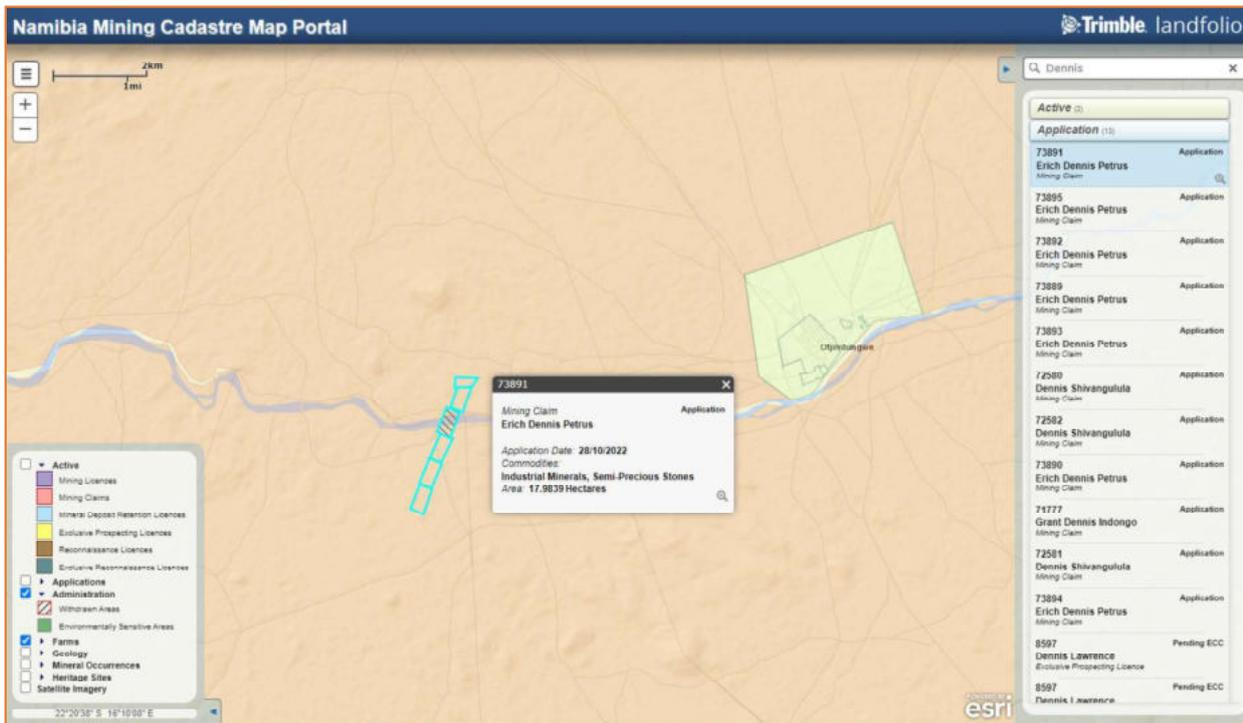 Namibia Mining Cadastre Map Portal
Trimble landfolio
2km
1mi
Dennis
Active (2)
Application (13)
73891 Application
Erich Dennis Petrus
Mining Claim
73895 Application
Erich Dennis Petrus
Mining Claim
73892 Application
Erich Dennis Petrus
Mining Claim
73889 Application
Erich Dennis Petrus
Mining Claim
73893 Application
Erich Dennis Petrus
Mining Claim
72580 Application
Dennis Shivangulula
Mining Claim
72582 Application
Dennis Shivangulula
Mining Claim
73890 Application
Erich Dennis Petrus
Mining Claim
71777 Application
Grant Dennis Indongo
Mining Claim
72581 Application
Dennis Shivangulula
Mining Claim
73894 Application
Erich Dennis Petrus
Mining Claim
8597 Pending ECC
Dennis Lawrence
Exclusive Prospecting Licence
8597 Pending ECC
Dennis Lawrence
73891
Mining Claim Application
Erich Dennis Petrus
Application Date: 28/10/2022
Commodities:
Industrial Minerals, Semi-Precious Stones
Area: 17.9839 Hectares
Active
Mining Licences
Mining Claims
Mineral Deposit Retention Licences
Exclusive Prospecting Licences
Reconnaissance Licences
Exclusive Reconnaissance Licences
Applications
Administration
Withdrawn Areas
Environmentally Sensitive Areas
Farms
Geology
Mineral Occurrences
Heritage Sites
Satellite Imagery
22°20'38" S 16°10'00" E
POWERED BY
esri